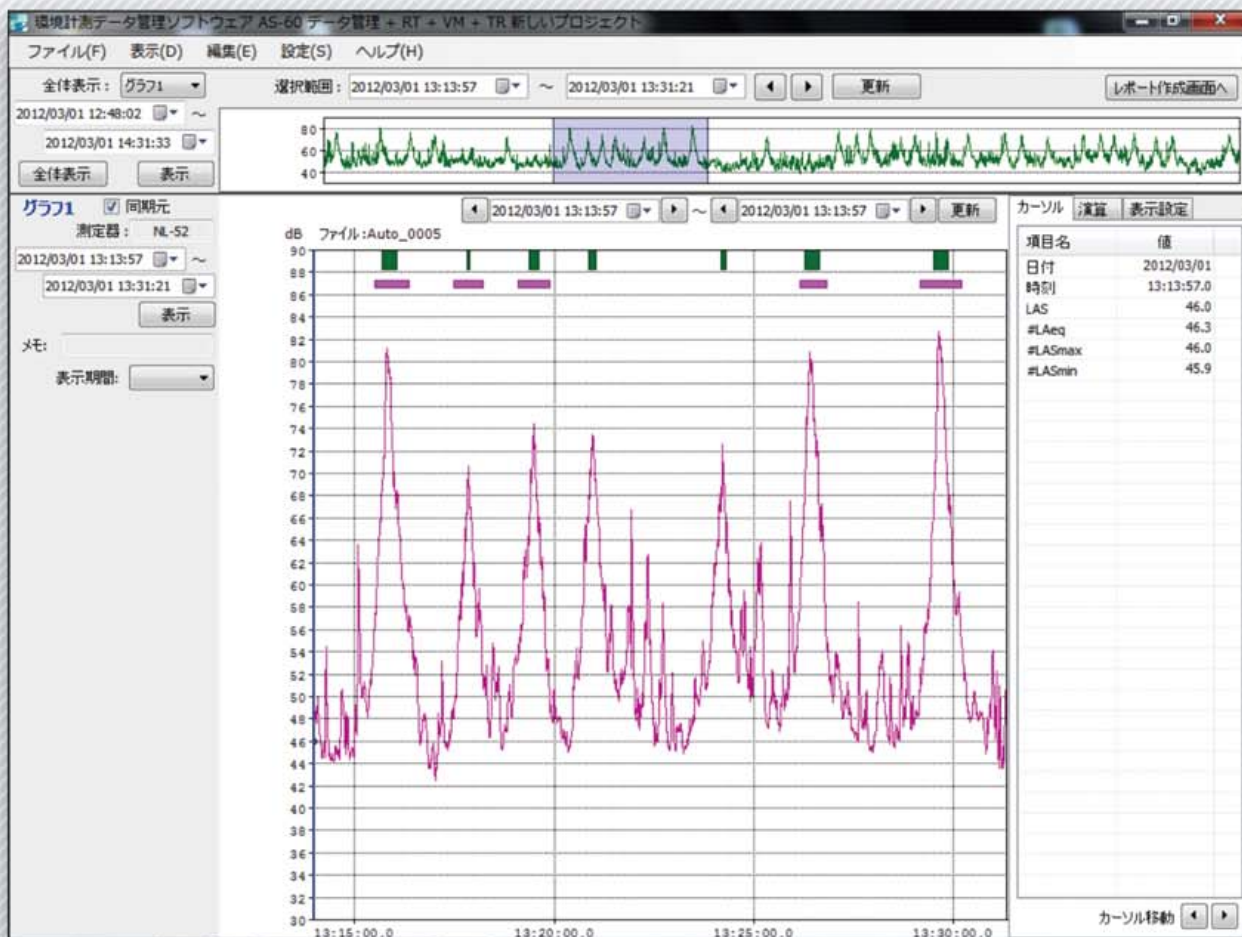 環境計測データ管理ソフトウェア AS-60 データ管理 + RT + VM + TR 新しいプロジェクト
ファイル(F) 表示(D) 編集(E) 設定(S) ヘルプ(H)
全体表示: グラフ1
選択範囲: 2012/03/01 13:13:57 ~ 2012/03/01 13:31:21 更新 レポート作成画面へ
2012/03/01 12:48:02 ~
2012/03/01 14:31:33
全体表示 表示
80
60
40
グラフ1 同期元
測定器: NL-52
2012/03/01 13:13:57 ~
2012/03/01 13:31:21
表示
メモ:
表示期間:
2012/03/01 13:13:57 ~ 2012/03/01 13:13:57 更新
dB ファイル:Auto_0005
90
88
86
84
82
80
78
76
74
72
70
68
66
64
62
60
58
56
54
52
50
48
46
44
42
40
38
36
34
32
30
13:15:00.0 13:20:00.0 13:25:00.0 13:30:00.0
カーソル 演算 表示設定
項目名 値
日付 2012/03/01
時刻 13:13:57.0
LAS 46.0
#LAeq 46.3
#LASmax 46.0
#LASmin 45.9
カーソル移動